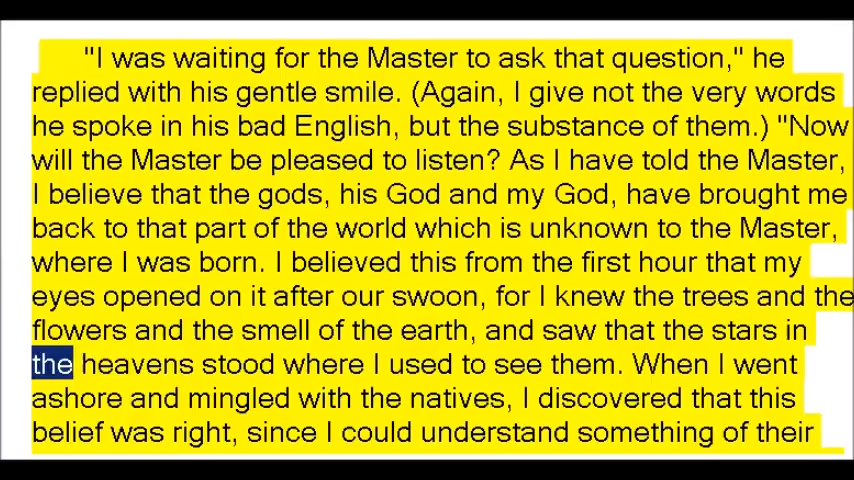 "I was waiting for the Master to ask that question," he
replied with his gentle smile. (Again, I give not the very words
he spoke in his bad English, but the substance of them.) "Now
will the Master be pleased to listen? As I have told the Master,
I believe that the gods, his God and my God, have brought me
back to that part of the world which is unknown to the Master,
where I was born. I believed this from the first hour that my
eyes opened on it after our swoon, for I knew the trees and the
flowers and the smell of the earth, and saw that the stars in
the heavens stood where I used to see them. When I went
ashore and mingled with the natives, I discovered that this
belief was right, since I could understand something of their